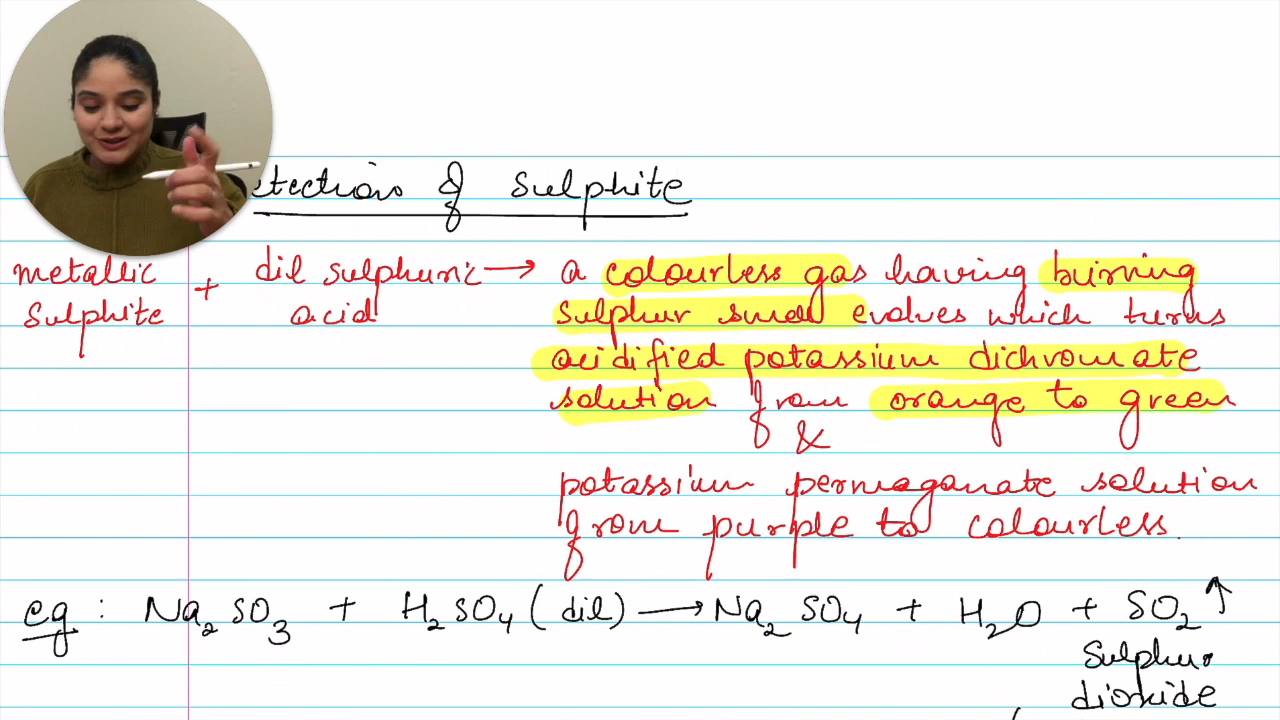 etection of Sulphite
metallic + dil sulphuric → a colourless gas having burning
sulphite acid sulphur smell evolves which turns
acidified potassium dichromate
solution from orange to green
&
potassium permaganate solution
from purple to colourless.
eg : Na₂SO₃ + H₂SO₄ (dil) → Na₂SO₄ + H₂O + SO₂ ↑
Sulphur
dioxide